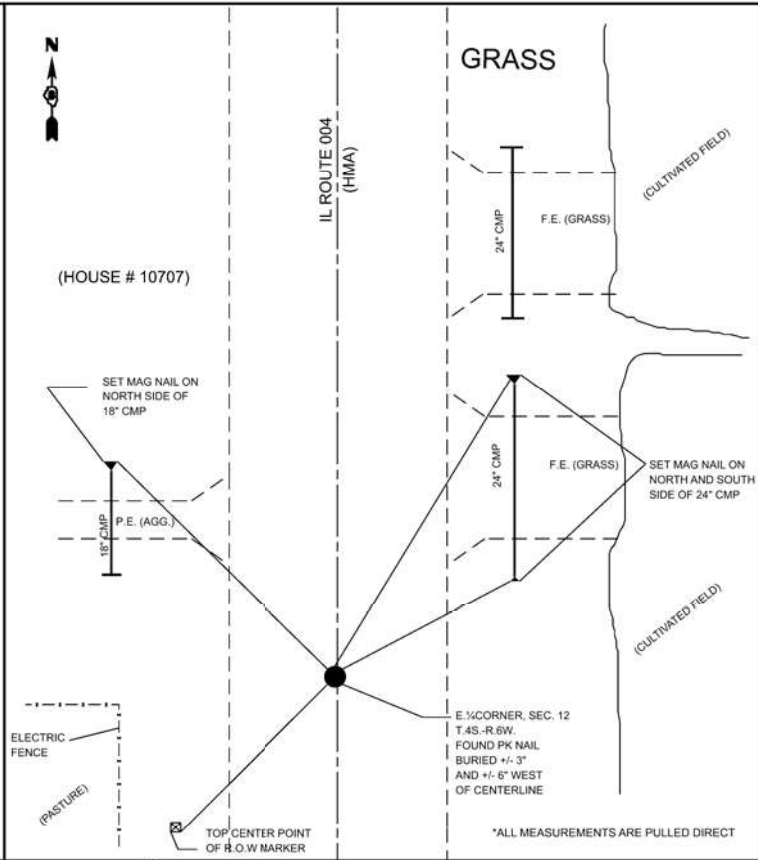 N
GRASS
IL ROUTE 004
(HMA)
(CULTIVATED FIELD)
24" CMP
F.E. (GRASS)
(HOUSE # 10707)
SET MAG NAIL ON
NORTH SIDE OF
18" CMP
24" CMP
F.E. (GRASS)
SET MAG NAIL ON
NORTH AND SOUTH
SIDE OF 24" CMP
18" CMP
P.E. (AGG.)
(CULTIVATED FIELD)
E.¼CORNER, SEC. 12
T.4S.-R.6W.
FOUND PK NAIL
BURIED +/- 3"
AND +/- 6" WEST
OF CENTERLINE
ELECTRIC
FENCE
(PASTURE)
TOP CENTER POINT
OF R.O.W MARKER
*ALL MEASUREMENTS ARE PULLED DIRECT